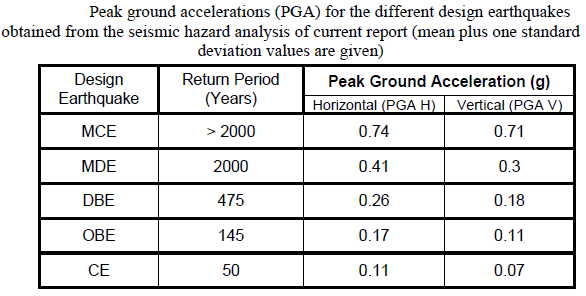 Peak ground accelerations (PGA) for the different design earthquakes
obtained from the seismic hazard analysis of current report (mean plus one standard
deviation values are given)
Design Earthquake Return Period (Years) Peak Ground Acceleration (g)
Horizontal (PGA H) Vertical (PGA V)
MCE > 2000 0.74 0.71
MDE 2000 0.41 0.3
DBE 475 0.26 0.18
OBE 145 0.17 0.11
CE 50 0.11 0.07